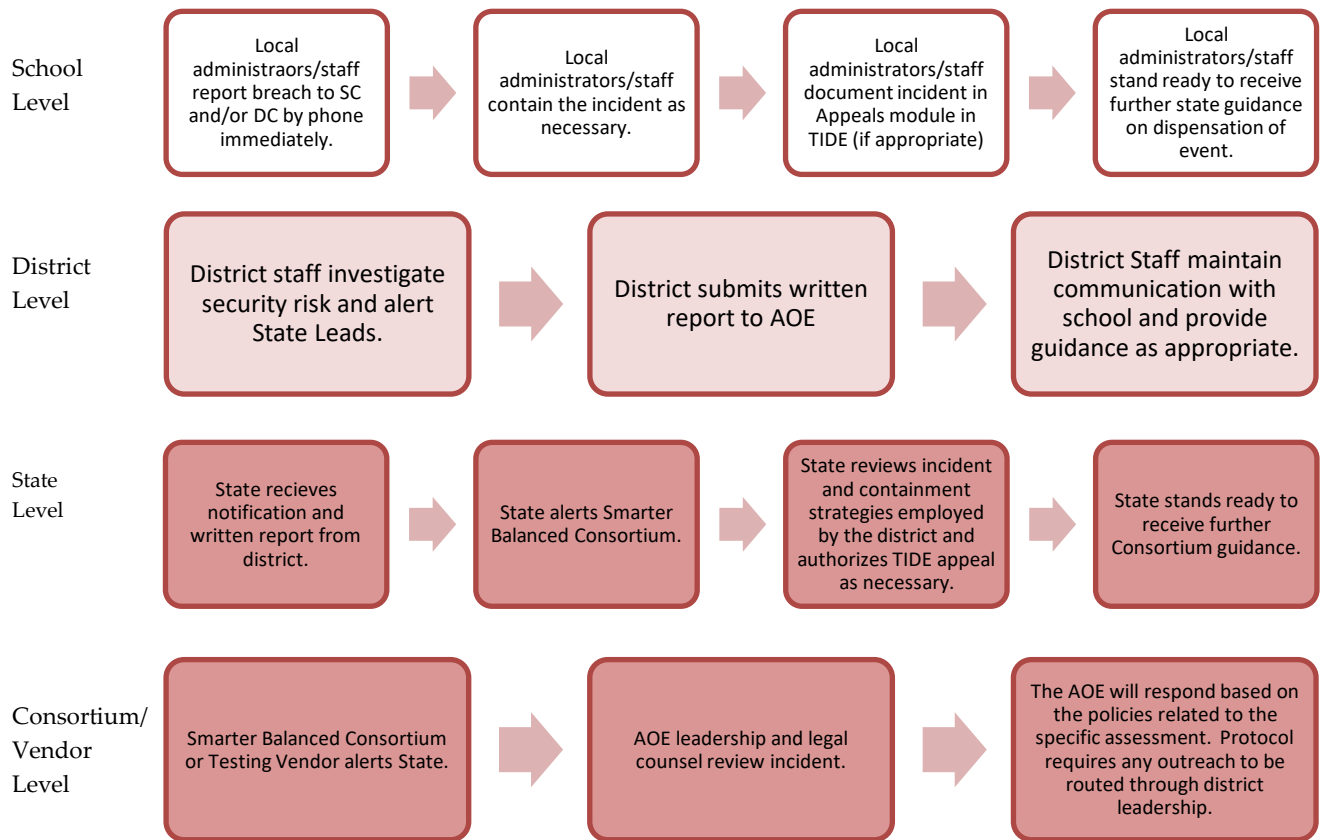 School
Level
Local
administraors/staff
report breach to SC
and/or DC by phone
immediately.
Local
administrators/staff
contain the incident as
necessary.
Local
administrators/staff
document incident in
Appeals module in
TIDE (if appropriate)
Local
administrators/staff
stand ready to receive
further state guidance
on dispensation of
event.
District
Level
District staff investigate
security risk and alert
State Leads.
District submits written
report to AOE
District Staff maintain
communication with
school and provide
guidance as appropriate.
State
Level
State recieves
notification and
written report from
district.
State alerts Smarter
Balanced Consortium.
State reviews incident
and containment
strategies employed
by the district and
authorizes TIDE appeal
as necessary.
State stands ready to
receive further
Consortium guidance.
Consortium/
Vendor
Level
Smarter Balanced Consortium
or Testing Vendor alerts State.
AOE leadership and legal
counsel review incident.
The AOE will respond based on
the policies related to the
specific assessment. Protocol
requires any outreach to be
routed through district
leadership.